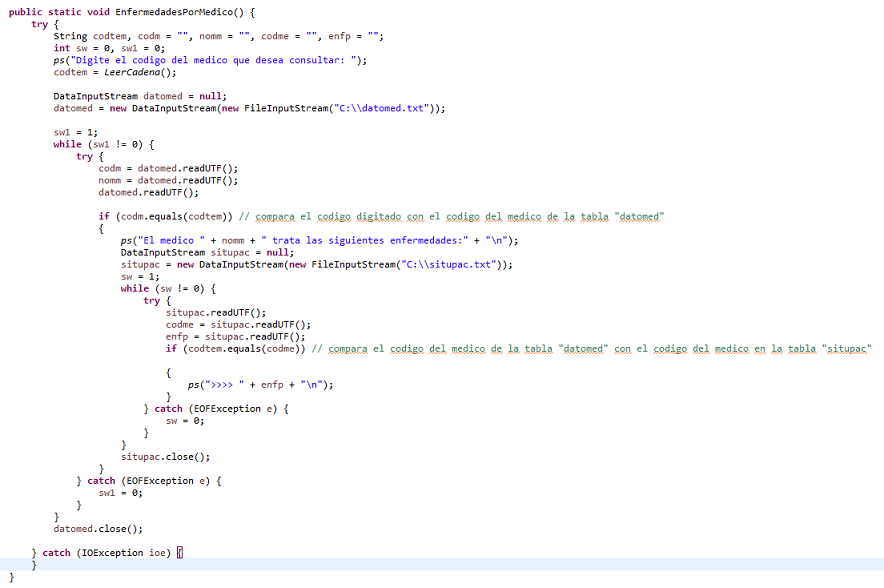 public static void EnfermedadesPorMedico() {
try {
String codtem, codm = "", nomm = "", codme = "", enfp = "";
int sw = 0, sw1 = 0;
ps("Digite el codigo del medico que desea consultar: ");
codtem = LeerCadena();
DataInputStream datomed = null;
datomed = new DataInputStream(new FileInputStream("C:\\datomed.txt"));
sw1 = 1;
while (sw1 != 0) {
try {
codm = datomed.readUTF();
nomm = datomed.readUTF();
datomed.readUTF();
if (codm.equals(codtem)) // compara el codigo digitado con el codigo del medico de la tabla "datomed"
{
ps("El medico " + nomm + " trata las siguientes enfermedades:" + "\n");
DataInputStream situpac = null;
situpac = new DataInputStream(new FileInputStream("C:\\situpac.txt"));
sw = 1;
while (sw != 0) {
try {
situpac.readUTF();
codme = situpac.readUTF();
enfp = situpac.readUTF();
if (codtem.equals(codme)) // compara el codigo del medico de la tabla "datomed" con el codigo del medico en la tabla "situpac"
{
ps(">>>> " + enfp + "\n");
}
} catch (EOFException e) {
sw = 0;
}
}
situpac.close();
}
} catch (EOFException e) {
sw1 = 0;
}
}
datomed.close();
} catch (IOException ioe) {
}
}